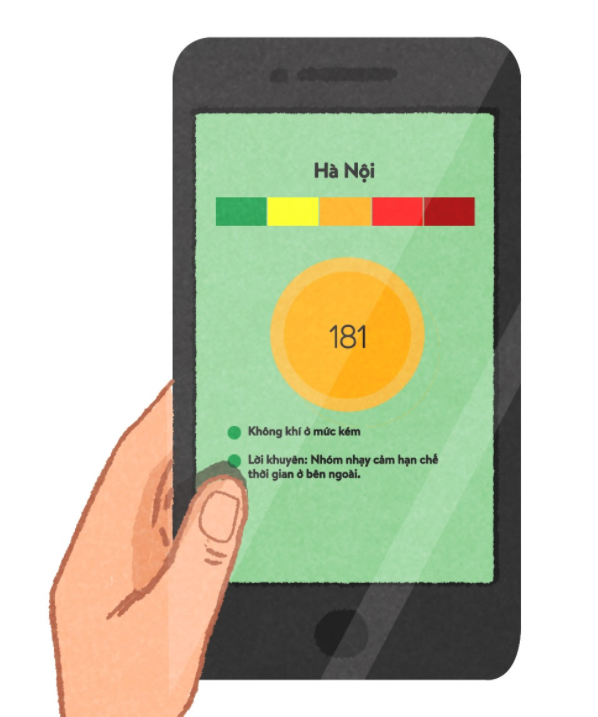 Hà Nội
181
Không khí ở mức kém
Lời khuyên: Nhóm nhạy cảm hạn chế
thời gian ở bên ngoài.